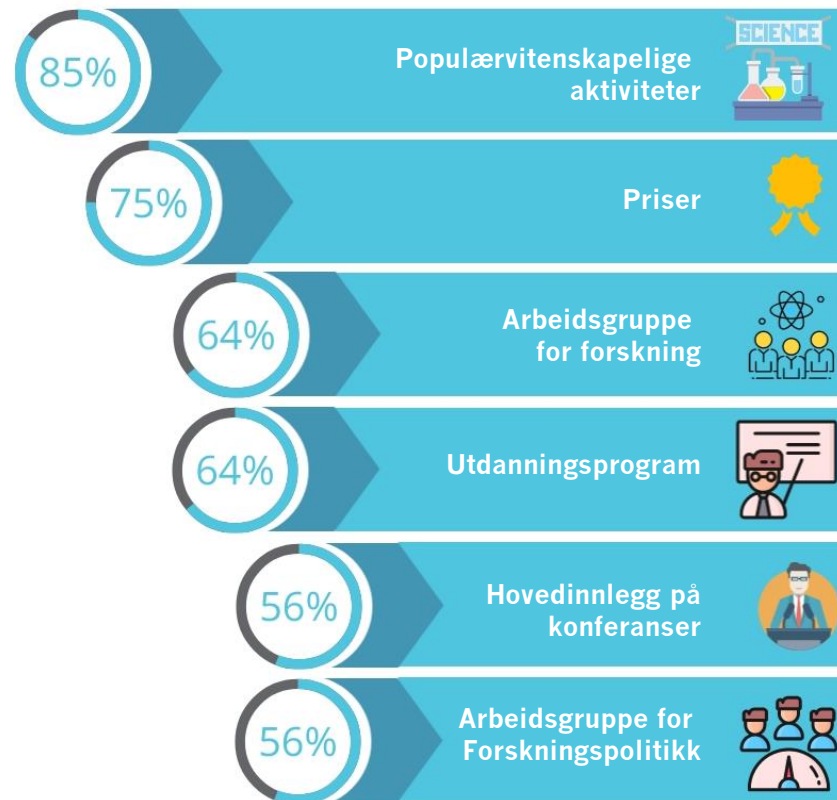 85%
Populærvitenskapelige
aktiviteter
SCIENCE
75%
Priser
64%
Arbeidsgruppe
for forskning
64%
Utdanningsprogram
56%
Hovedinnlegg på
konferanser
56%
Arbeidsgruppe for
Forskningspolitikk